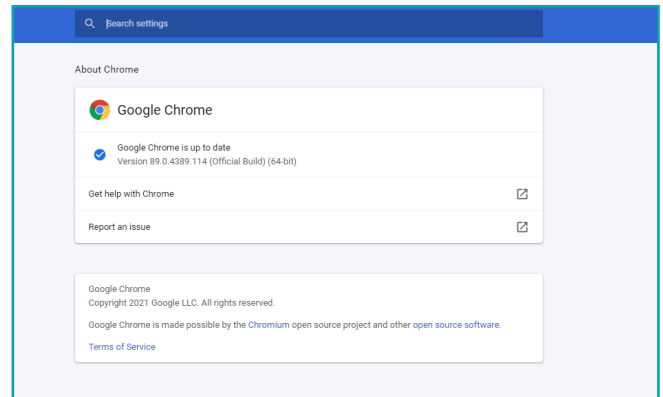 Search settings
About Chrome
Google Chrome
Google Chrome is up to date
Version 89.0.4389.114 (Official Build) (64-bit)
Get help with Chrome
Report an issue
Google Chrome
Copyright 2021 Google LLC. All rights reserved.
Google Chrome is made possible by the Chromium open source project and other open source software.
Terms of Service